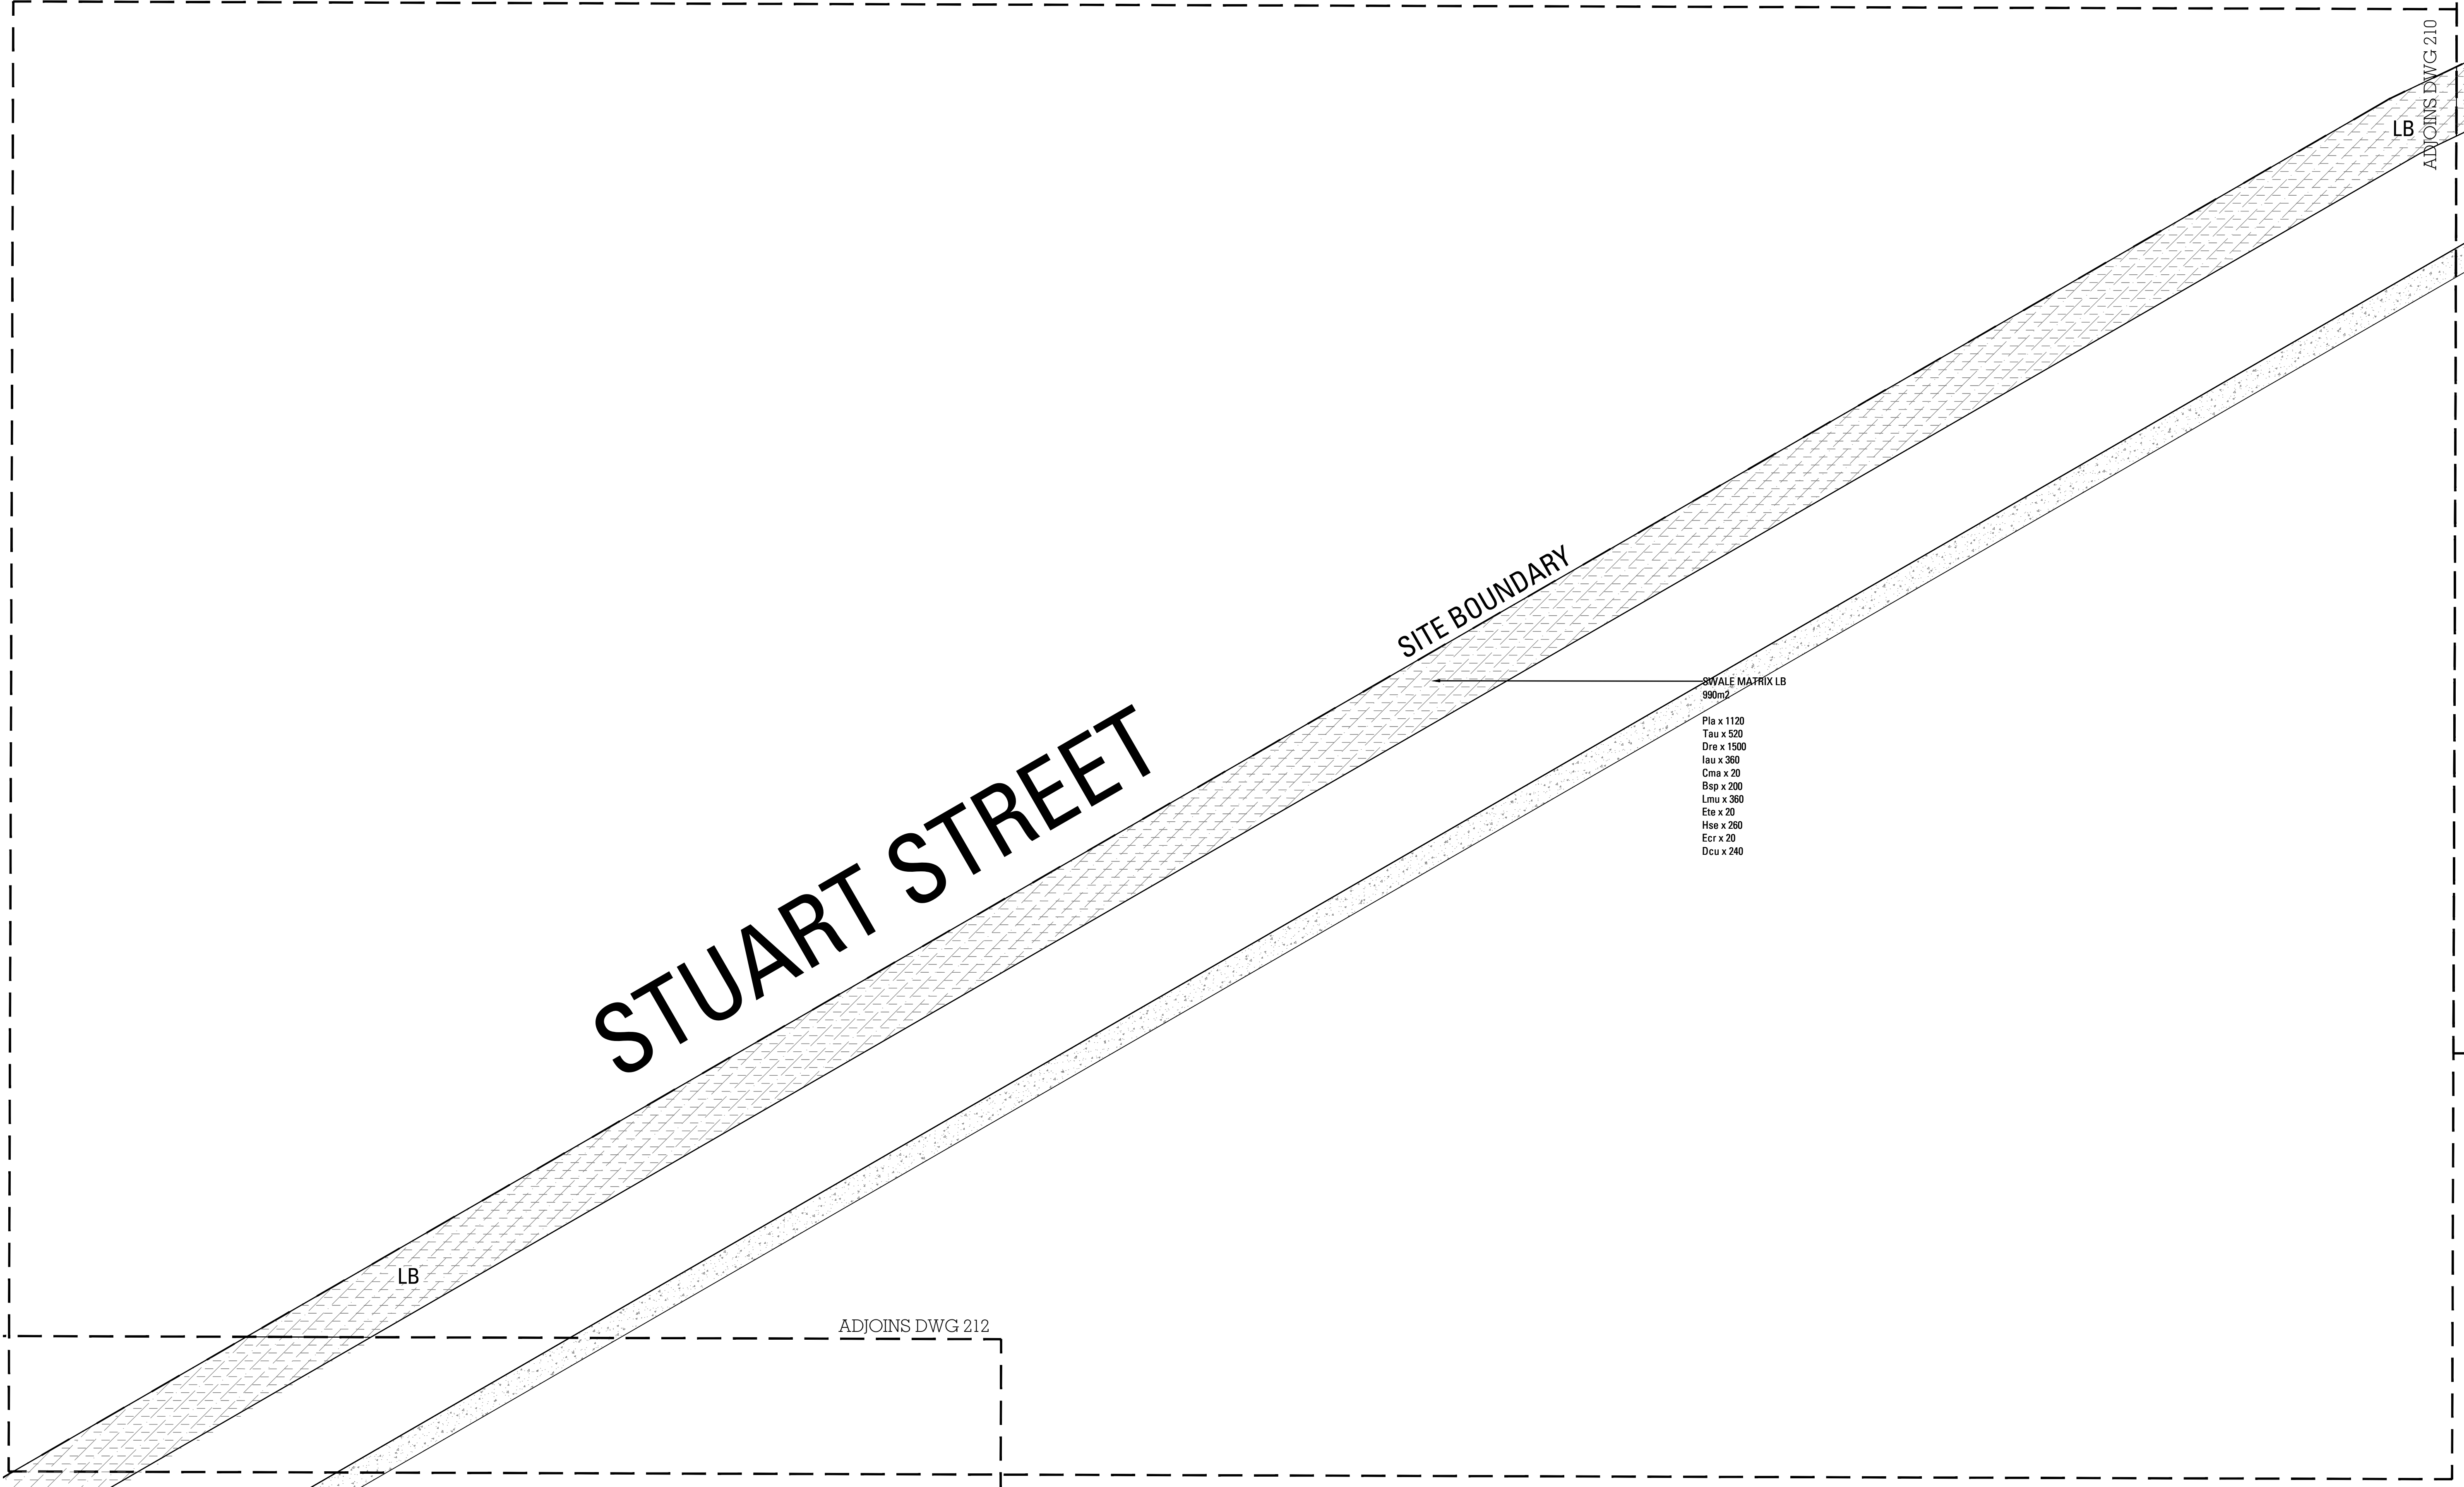 ADJOINS DWG 210
LB
SITE BOUNDARY
SWALE MATRIX LB
990m2
Pla x 1120
Tau x 520
Dre x 1500
Iau x 360
Cma x 20
Bsp x 200
Lmu x 360
Ete x 20
Hse x 260
Ecr x 20
Dcu x 240
STUART STREET
LB
ADJOINS DWG 212